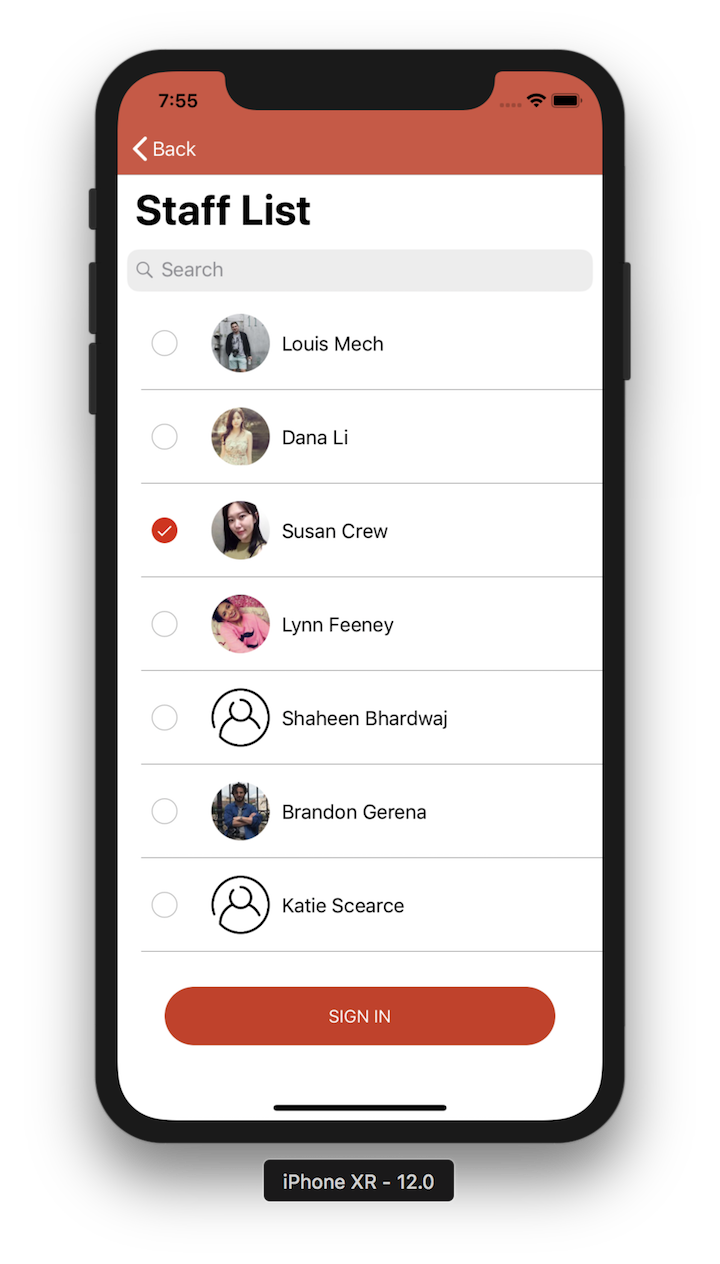 7:55
Back
Staff List
Search
Louis Mech
Dana Li
Susan Crew
Lynn Feeney
Shaheen Bhardwaj
Brandon Gerena
Katie Scearce
SIGN IN
iPhone XR - 12.0